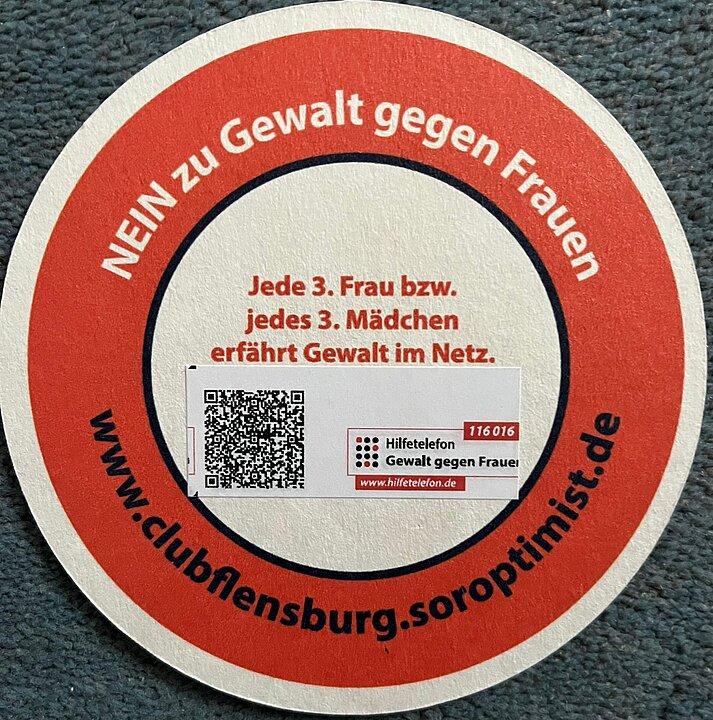 NEIN zu Gewalt gegen Frauen
Jede 3. Frau bzw.
jedes 3. Mädchen
erfährt Gewalt im Netz.
116 016
Hilfetelefon
Gewalt gegen Frauen
www.hilfetelefon.de
www.clubflensburg.soroptimist.de